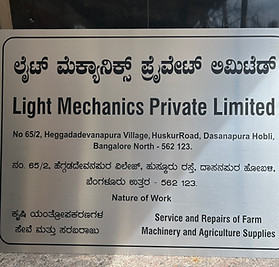 ಲೈಟ್ ಮೆಕ್ಯಾನಿಕ್ಸ್ ಪ್ರೈವೇಟ್ ಲಿಮಿಟೆಡ್
Light Mechanics Private Limited
No 65/2, Heggadadevanapura Village, HuskurRoad, Dasanapura Hobli,
Bangalore North - 562 123.
ನಂ. 65/2, ಹೆಗ್ಗಡದೇವನಪುರ ವಿಲೇಜ್, ಹುಸ್ಕೂರು ರಸ್ತೆ, ದಾಸನಪುರ ಹೋಬಳಿ,
ಬೆಂಗಳೂರು ಉತ್ತರ - 562 123.
Nature of Work
ಕೃಷಿ ಯಂತ್ರೋಪಕರಣಗಳ
ಸೇವೆ ಮತ್ತು ಸರಬರಾಜು
Service and Repairs of Farm
Machinery and Agriculture Supplies